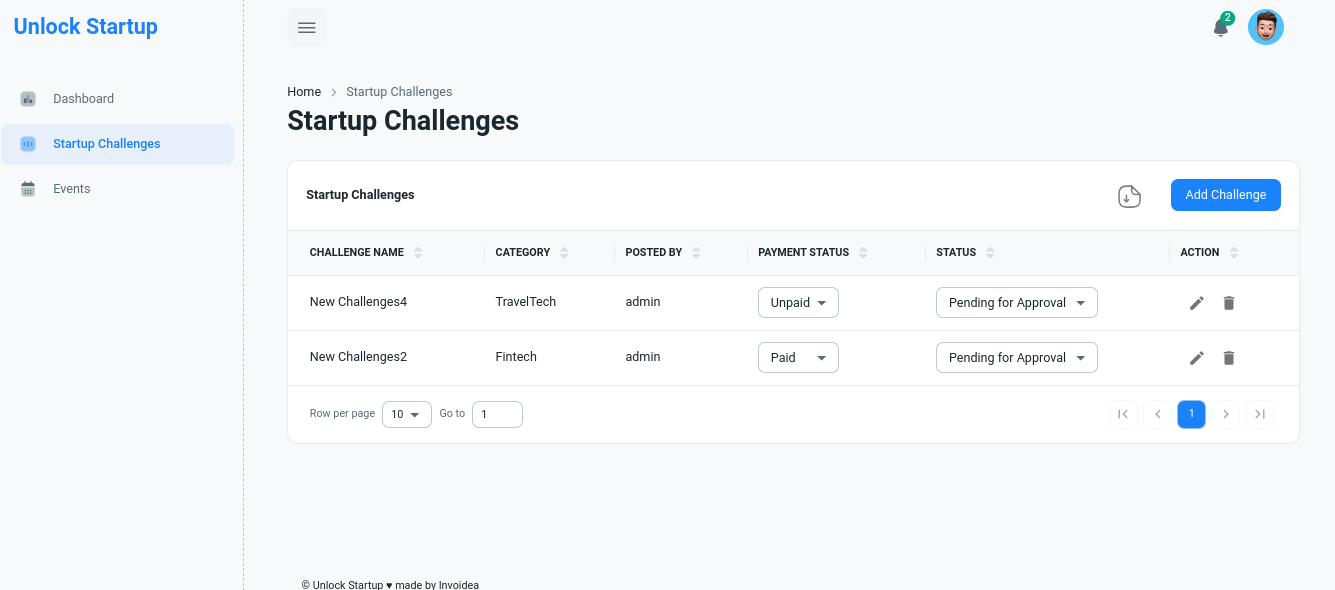 Unlock Startup
2
Dashboard
Startup Challenges
Events
Home > Startup Challenges
Startup Challenges
Startup Challenges
Add Challenge
CHALLENGE NAME CATEGORY POSTED BY PAYMENT STATUS STATUS ACTION
New Challenges4 TravelTech admin Unpaid Pending for Approval
New Challenges2 Fintech admin Paid Pending for Approval
Row per page 10 Go to 1 1
© Unlock Startup ♥ made by Invoidea